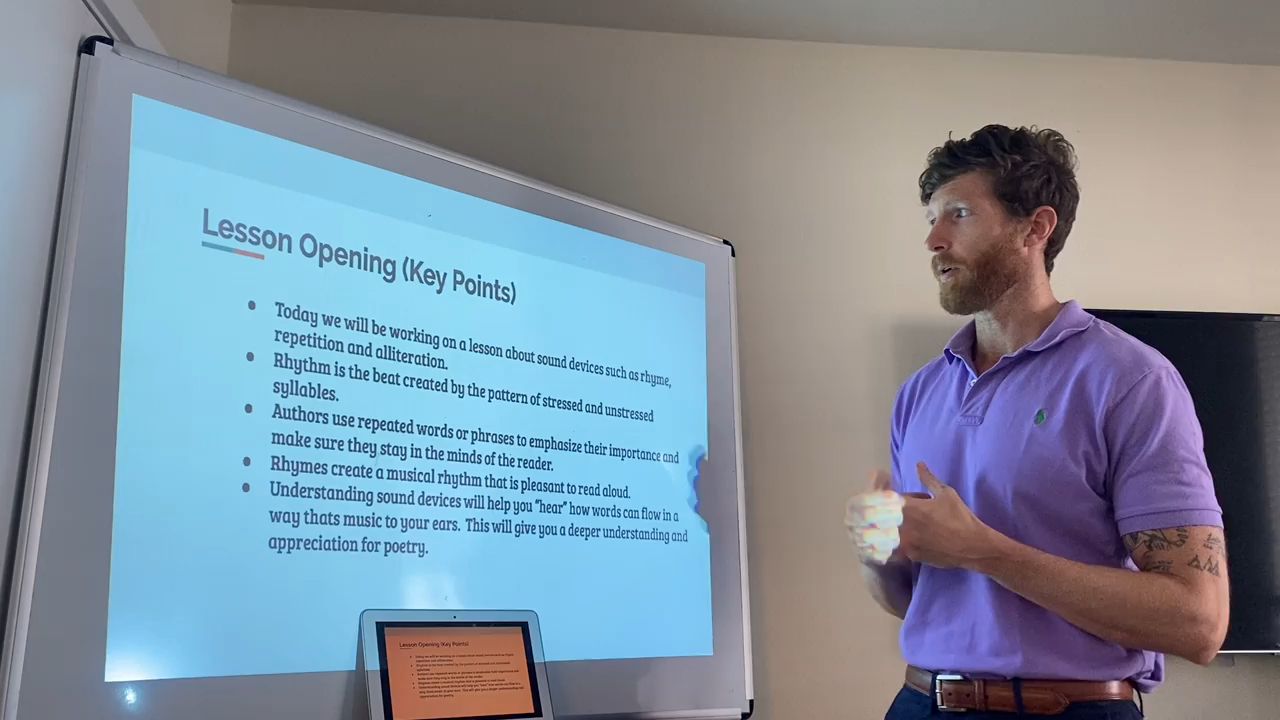 Lesson Opening (Key Points)
Today we will be working on a lesson about sound devices such as rhyme,
repetition and alliteration.
Rhythm is the beat created by the pattern of stressed and unstressed
syllables.
Authors use repeated words or phrases to emphasize their importance and
make sure they stay in the minds of the reader.
Rhymes create a musical rhythm that is pleasant to read aloud.
Understanding sound devices will help you "hear" how words can flow in a
way thats music to your ears. This will give you a deeper understanding and
appreciation for poetry.
Lesson Opening (Key Points)